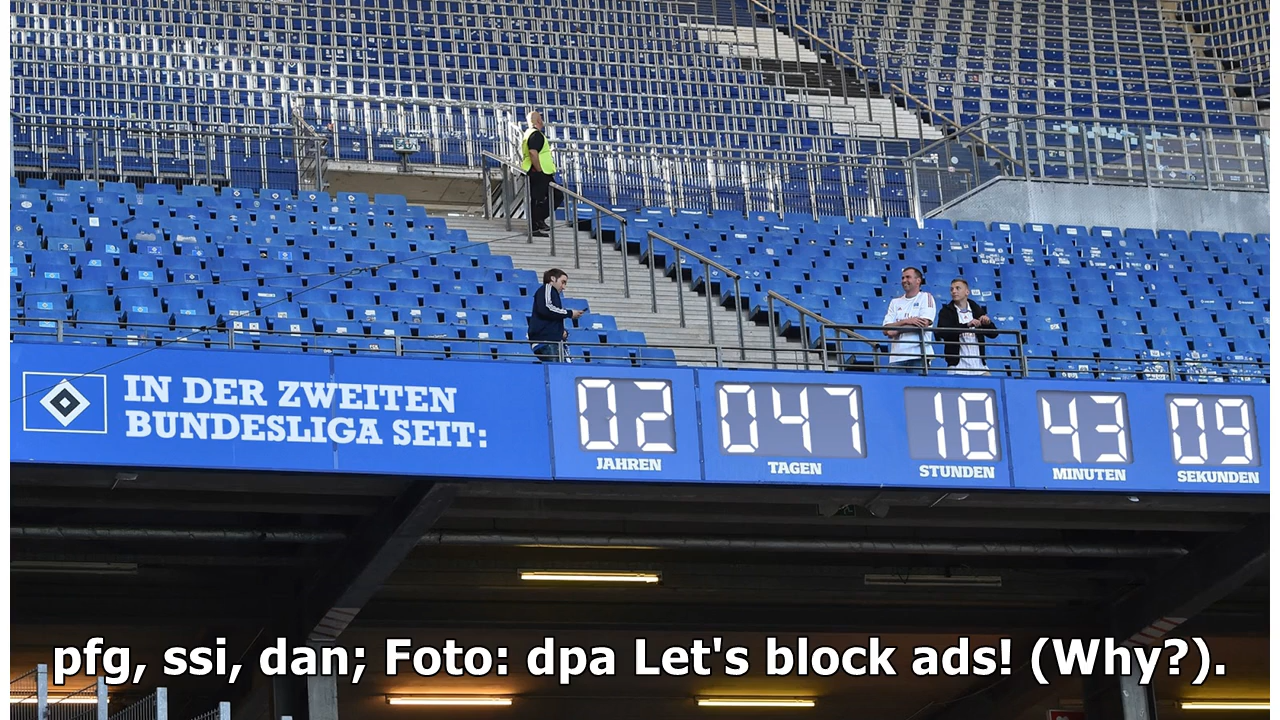 IN DER ZWEITEN
BUNDESLIGA SEIT:
02 047 18 43 09
JAHREN TAGEN STUNDEN MINUTEN SEKUNDEN
pfg, ssi, dan; Foto: dpa Let's block ads! (Why?).